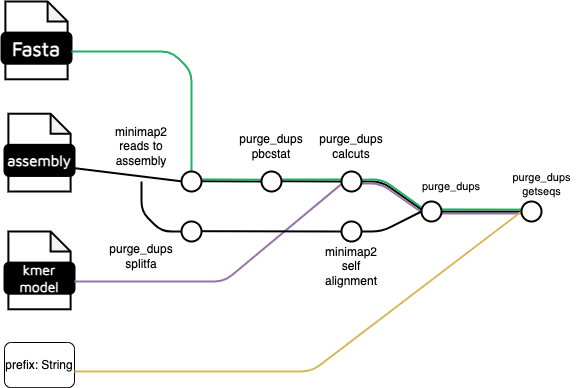 Fasta
minimap2
reads to
assembly
purge_dups
pbcstat
purge_dups
calcuts
assembly
purge_dups
purge_dups
getseqs
purge_dups
splitfa
minimap2
self
alignment
kmer
model
prefix: String